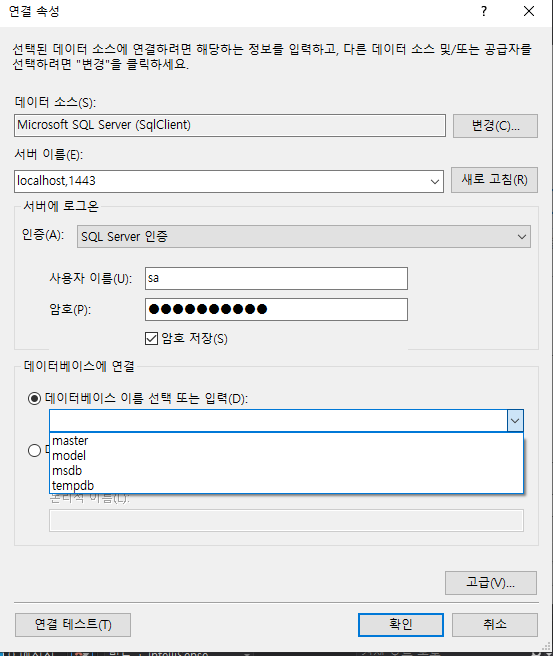 연결 속성
선택된 데이터 소스에 연결하려면 해당하는 정보를 입력하고, 다른 데이터 소스 및/또는 공급자를
선택하려면 "변경"을 클릭하세요.
데이터 소스(S):
Microsoft SQL Server (SqlClient)
변경(C)...
서버 이름(E):
localhost,1443
새로 고침(R)
서버에 로그온
인증(A):
SQL Server 인증
사용자 이름(U):
sa
암호(P):
●●●●●●●●●●
암호 저장(S)
데이터베이스에 연결
데이터베이스 이름 선택 또는 입력(D):
master
model
msdb
tempdb
논리적 이름(L):
고급(V)...
연결 테스트(T)
확인
취소